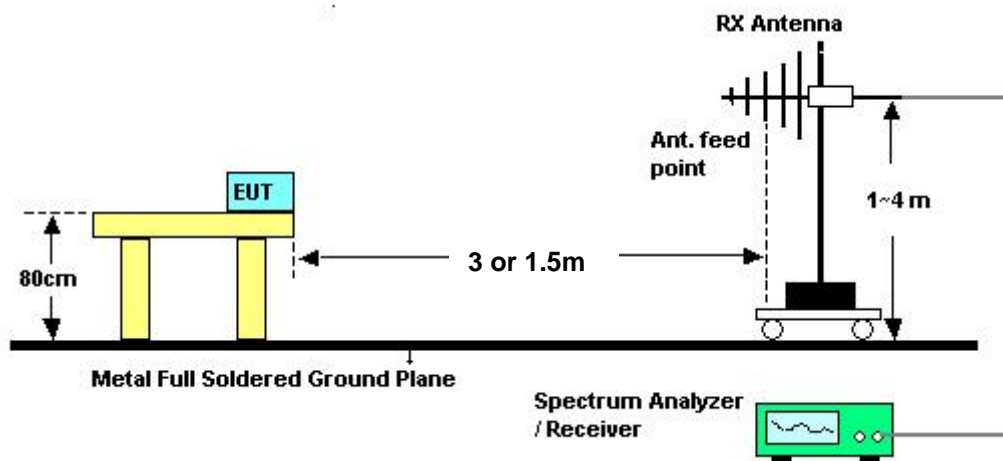 RX Antenna
Ant. feed
point
EUT
1~4 m
3 or 1.5m
80cm
Metal Full Soldered Ground Plane
Spectrum Analyzer
/ Receiver